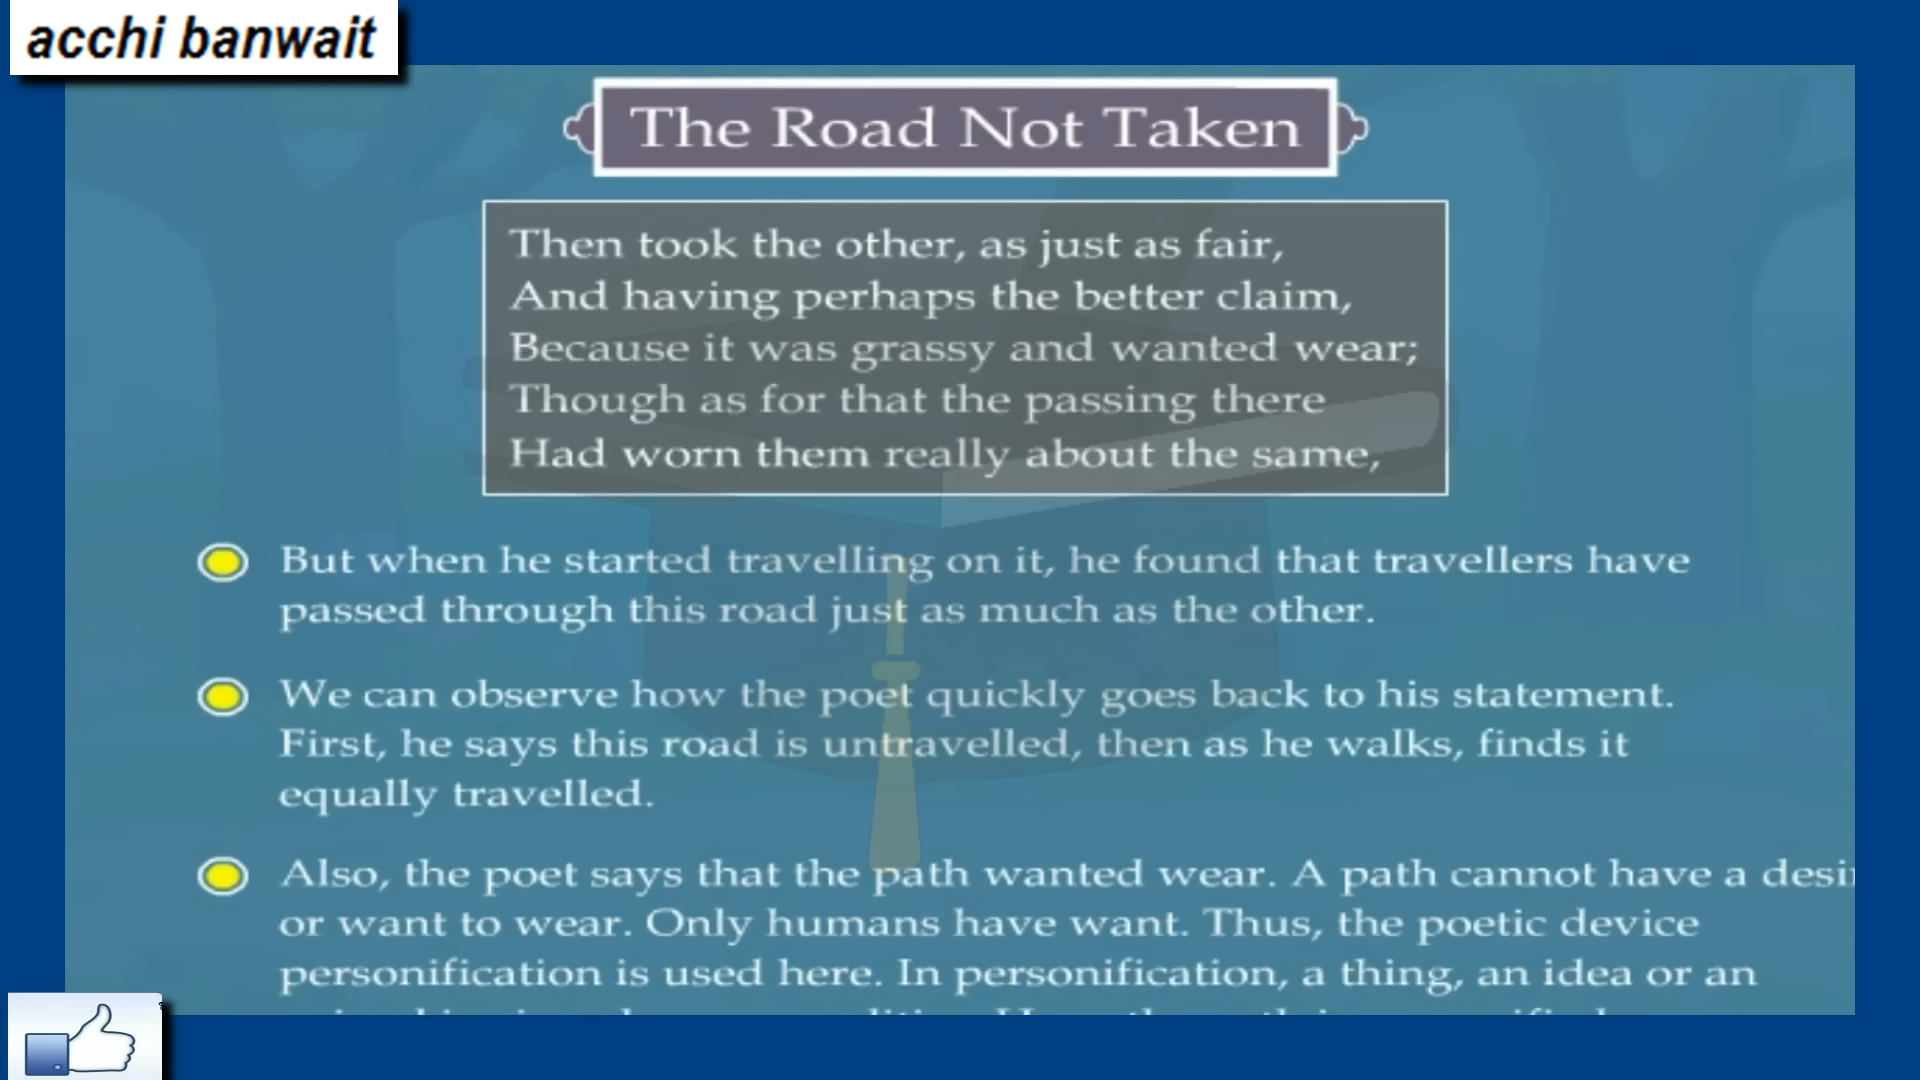 acchi banwait
The Road Not Taken
Then took the other, as just as fair,
And having perhaps the better claim,
Because it was grassy and wanted wear;
Though as for that the passing there
Had worn them really about the same,
But when he started travelling on it, he found that travellers have
passed through this road just as much as the other.
We can observe how the poet quickly goes back to his statement.
First, he says this road is untravelled, then as he walks, finds it
equally travelled.
Also, the poet says that the path wanted wear. A path cannot have a
or want to wear. Only humans have want. Thus, the poetic device
personification is used here. In personification, a thing, an idea or an